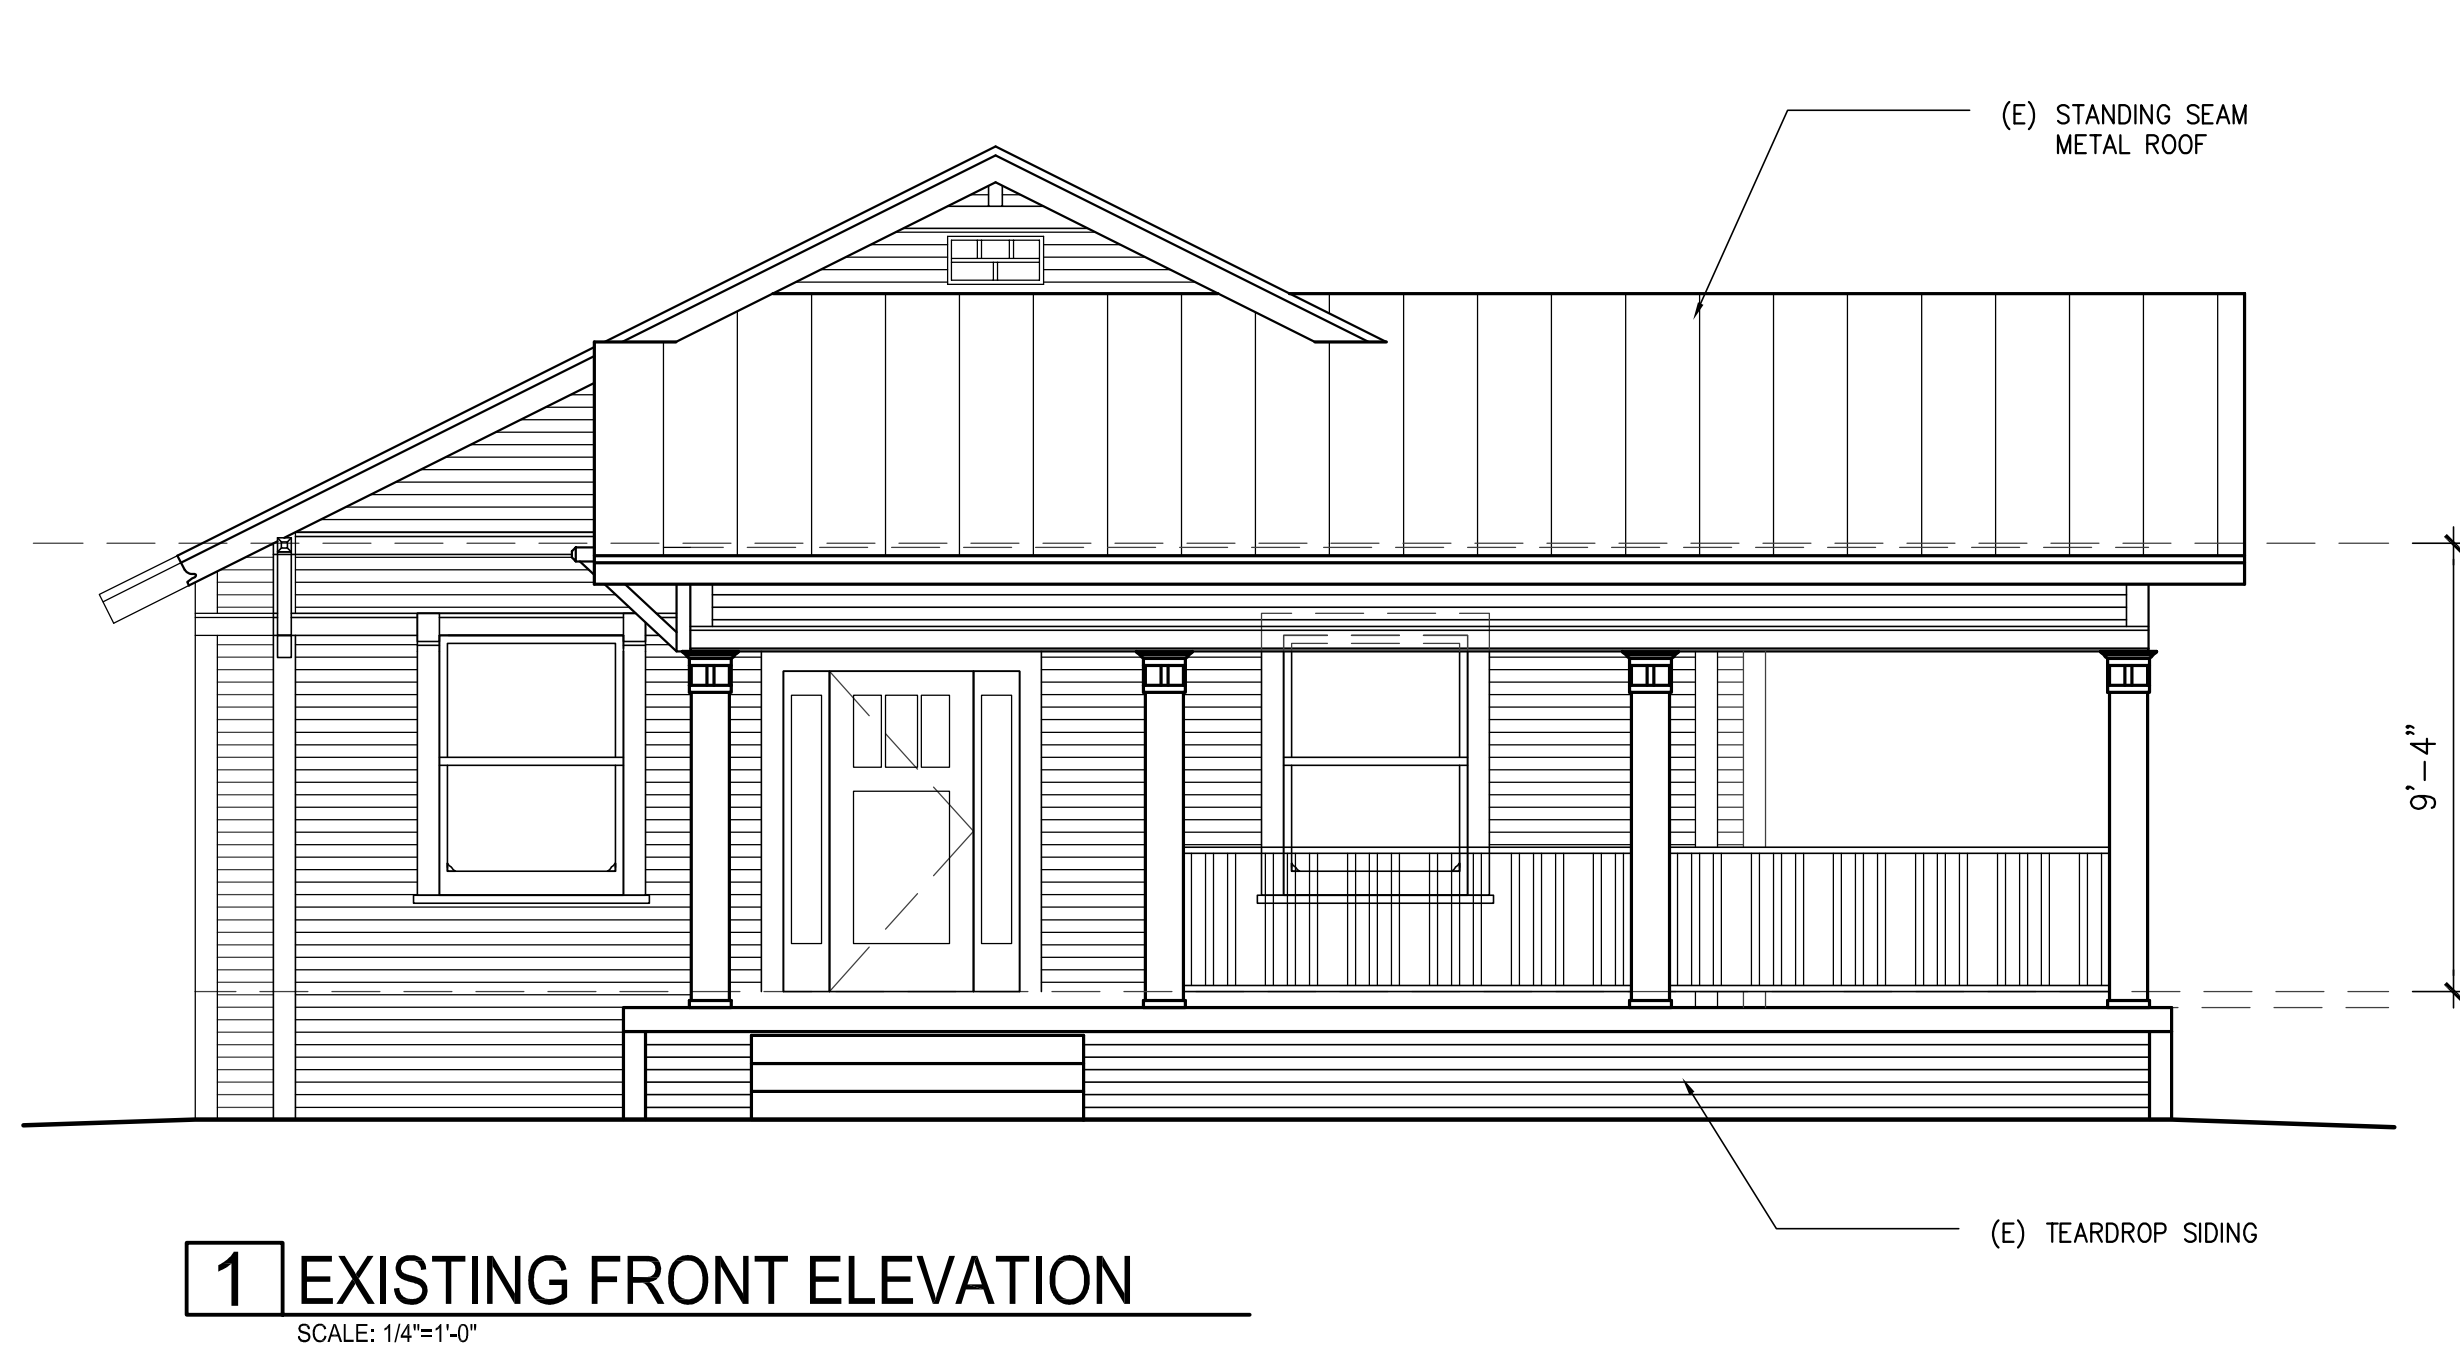 (E) STANDING SEAM
METAL ROOF
9'-4"
(E) TEARDROP SIDING
1 EXISTING FRONT ELEVATION
SCALE: 1/4"=1'-0"